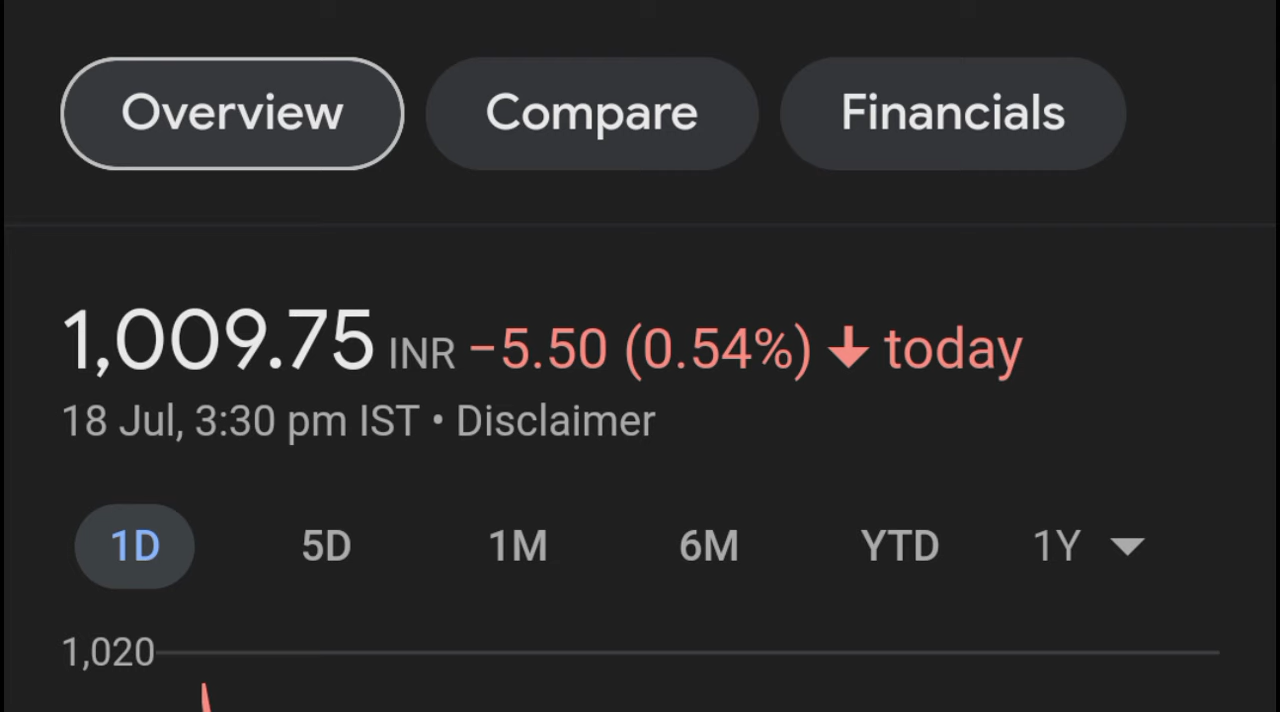 Overview Compare Financials
1,009.75 INR −5.50 (0.54%) ↓ today
18 Jul, 3:30 pm IST • Disclaimer
1D 5D 1M 6M YTD 1Y
1,020